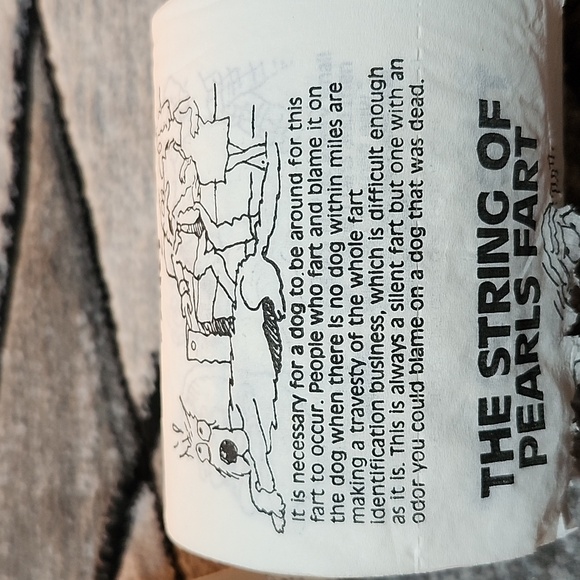 It is necessary for a dog to be around for this
fart to occur. People who fart and blame it on
the dog when there is no dog within miles are
making a travesty of the whole fart
identification business, which is difficult enough
as it is. This is always a silent fart but one with an
odor you could blame on a dog that was dead.
THE STRING OF
PEARLS FART